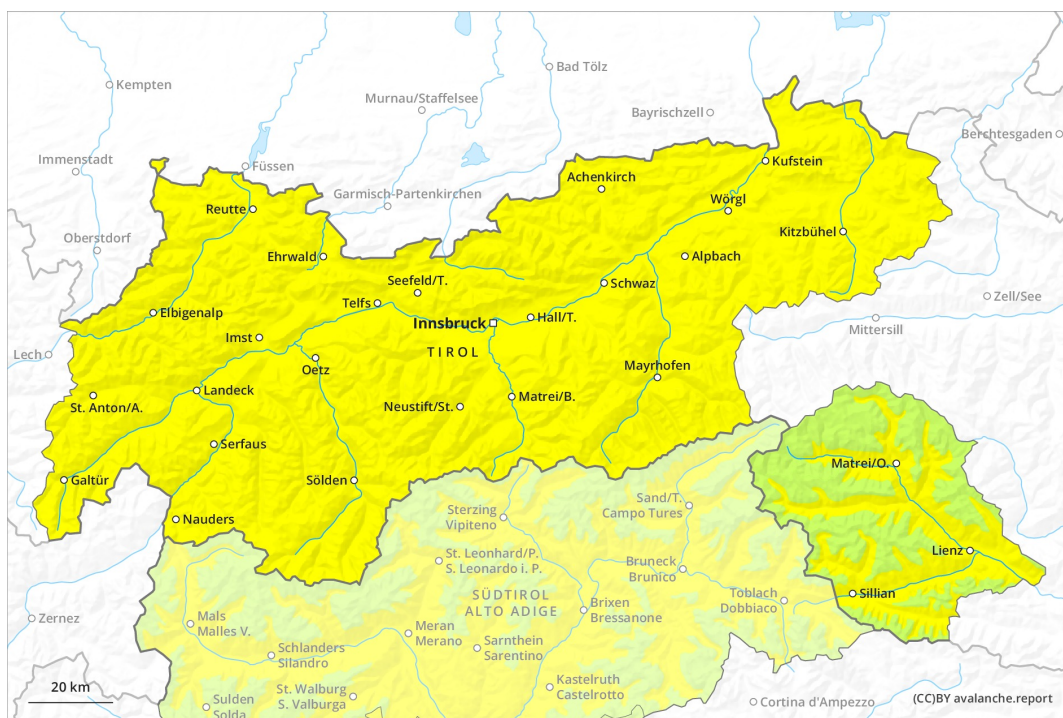 Kempten
Bad Tölz
Murnau/Staffelsee
Bayrischzell
Berchtesgaden
Immenstadt
Füssen
Kufstein
Achenkirch
Garmisch-Partenkirchen
Reutte
Wörgl
Oberstdorf
Kitzbühel
Ehrwald
Alpbach
Seefeld/T.
Schwaz
Zell/See
Telfs
Elbigenalp
Innsbruck
Hall/T.
Mittersill
Imst
TIROL
Lech
Oetz
Mayrhofen
Landeck
St. Anton/A.
Neustift/St.
Matrei/B.
Serfaus
Matrei/O.
Galtür
Sölden
Sand/T.
Campo Tures
Sterzing
Vipiteno
Nauders
Lienz
St. Leonhard/P.
S. Leonardo i. P.
Bruneck
Brunico
Sillian
SÜDTIROL
ALTO ADIGE
Toblach
Dobbiaco
Brixen
Bressanone
Zernez
Mals
Malles V.
Meran
Merano
Sarnthein
Sarentino
Schlanders
Silandro
Kastelruth
Castelrotto
20 km
St. Walburg
S. Valburga
Sulden
Solda
Cortina d'Ampezzo
(CC)BY avalanche.report